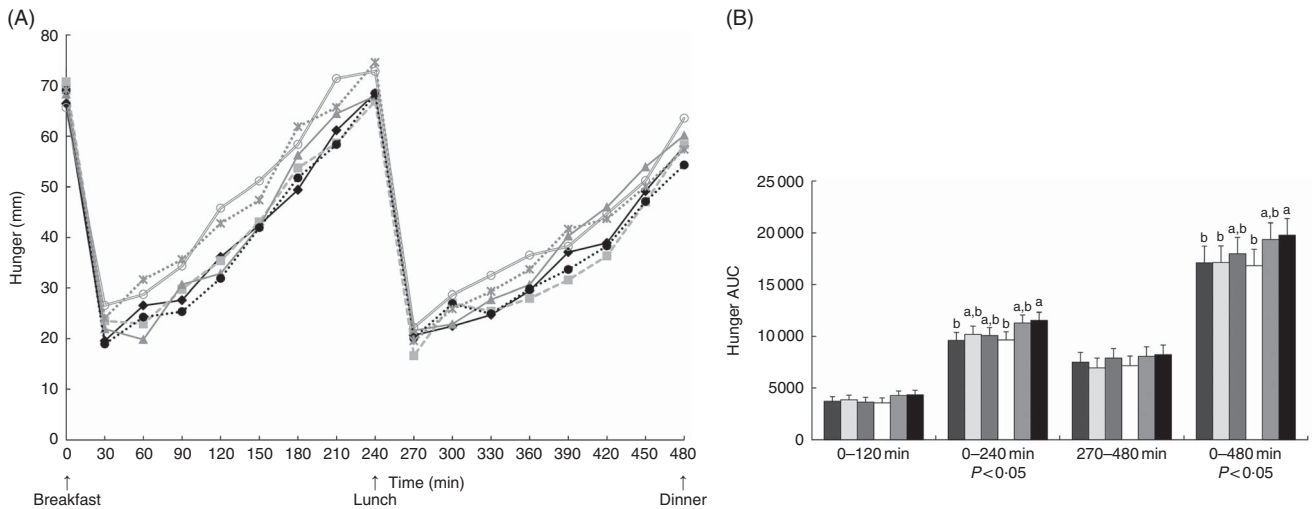 (A)
80
70
60
50
40
30
20
10
0
Hunger (mm)
0 30 60 90 120 150 180 210 240 270 300 330 360 390 420 450 480
↑ ↑ Time (min) ↑
Breakfast Lunch Dinner
(B)
25 000
20 000
15 000
10 000
5000
0
Hunger AUC
b a,b a,b b a,b a
b b a,b b a,b a
0–120 min 0–240 min 270–480 min 0–480 min
P<0·05 P<0·05